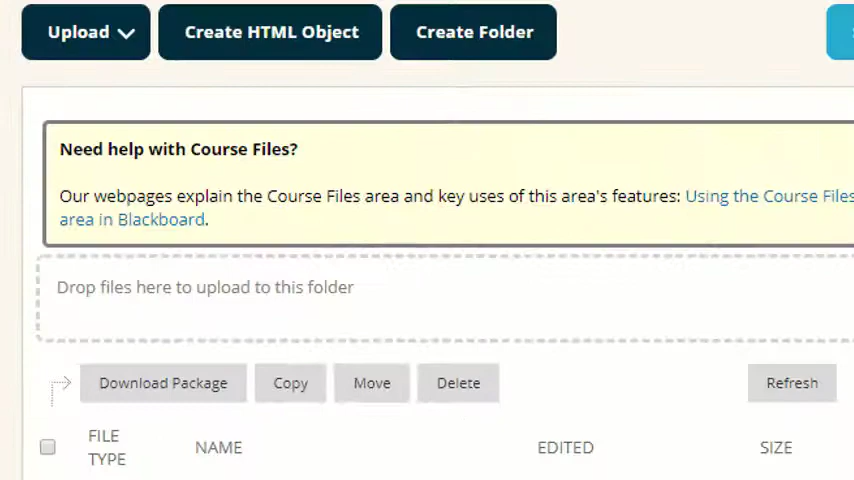 Upload Create HTML Object Create Folder
Need help with Course Files?
Our webpages explain the Course Files area and key uses of this area's features: Using the Course Files
area in Blackboard.
Drop files here to upload to this folder
Download Package Copy Move Delete Refresh
FILE TYPE NAME EDITED SIZE